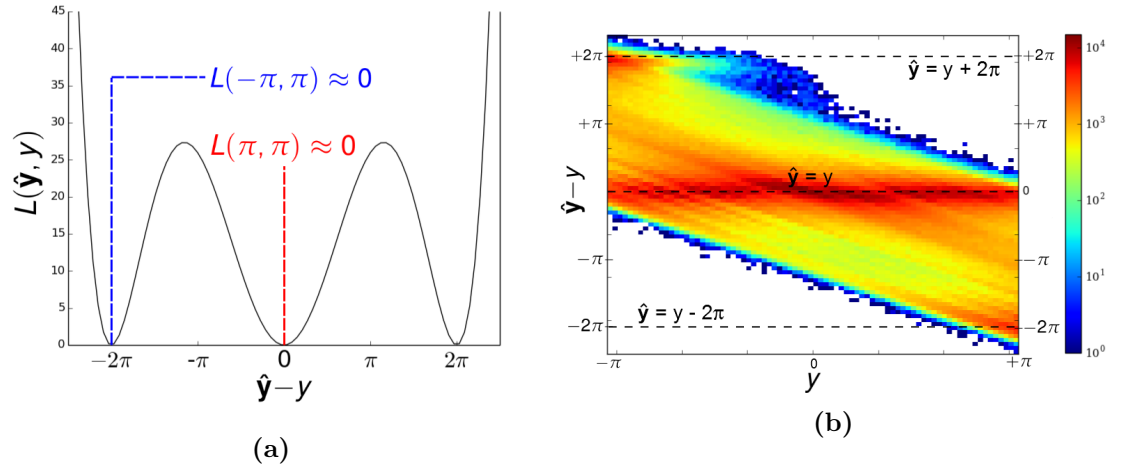 45
40
35
30
25
20
15
10
5
0
L(ŷ, y)
L(−π, π) ≈ 0
L(π, π) ≈ 0
−2π -π 0 π 2π
ŷ−y
(a)
+2π
+π
−π
−2π
ŷ−y
ŷ = y + 2π
ŷ = y
ŷ = y - 2π
+2π
+π
0
−π
−2π
−π 0 +π
y
10⁴
10³
10²
10¹
10⁰
(b)